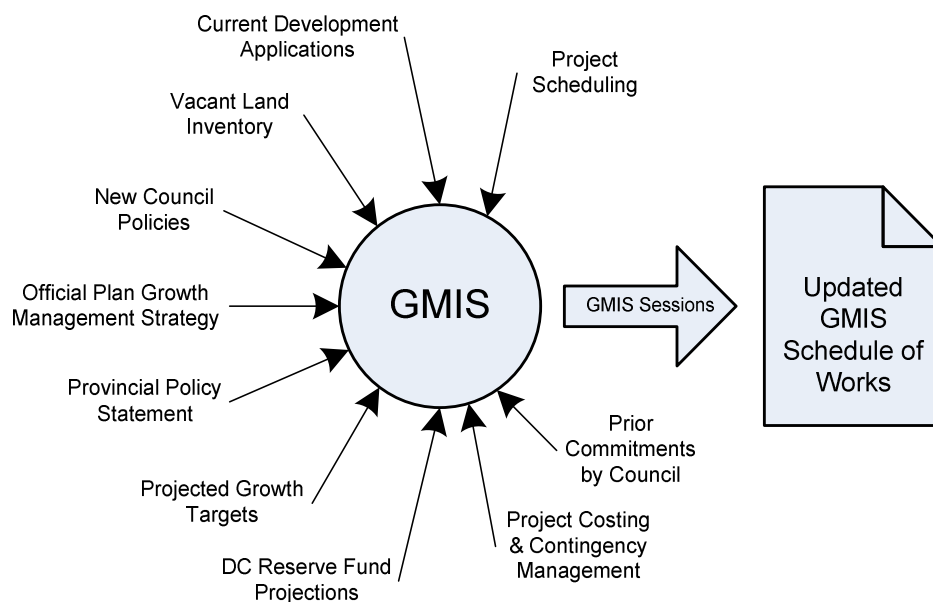 Current Development
Applications
Project
Scheduling
Vacant Land
Inventory
New Council
Policies
Official Plan Growth
Management Strategy
Provincial Policy
Statement
Projected Growth
Targets
DC Reserve Fund
Projections
Project Costing
& Contingency
Management
Prior
Commitments
by Council
GMIS
GMIS Sessions
Updated
GMIS
Schedule of
Works